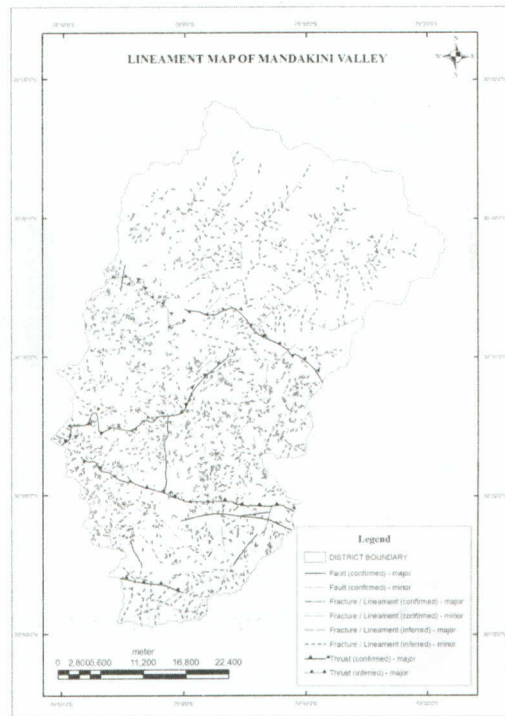 LINEAMENT MAP OF MANDAKINI VALLEY
N
Legend
DISTRICT BOUNDARY
Fault (confirmed) - major
Fault (confirmed) - minor
Fracture / Lineament (confirmed) - major
Fracture / Lineament (confirmed) - minor
Fracture / Lineament (inferred) - major
Fracture / Lineament (inferred) - minor
Thrust (confirmed) - major
Thrust (inferred) - major
meter
0 2,800 5,600 11,200 16,800 22,400